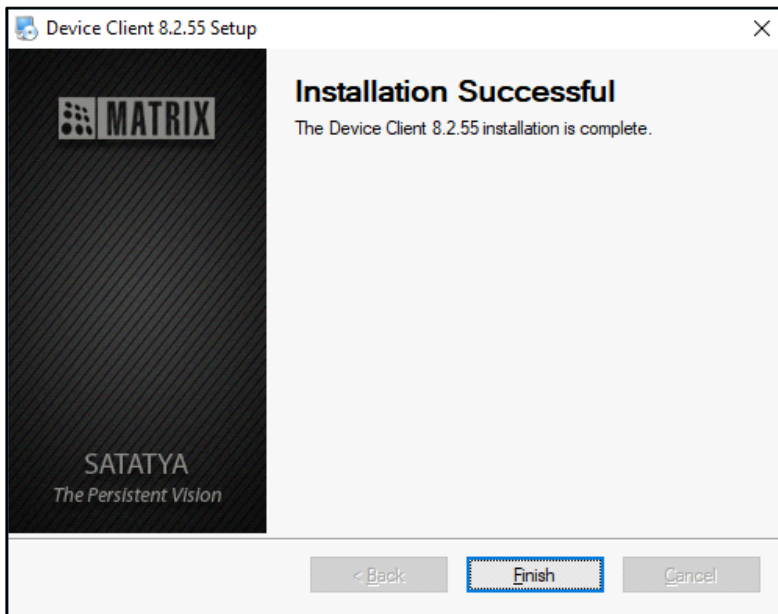 Device Client 8.2.55 Setup
MATRIX
Installation Successful
The Device Client 8.2.55 installation is complete.
SATATYA
The Persistent Vision
< Back
Finish
Cancel